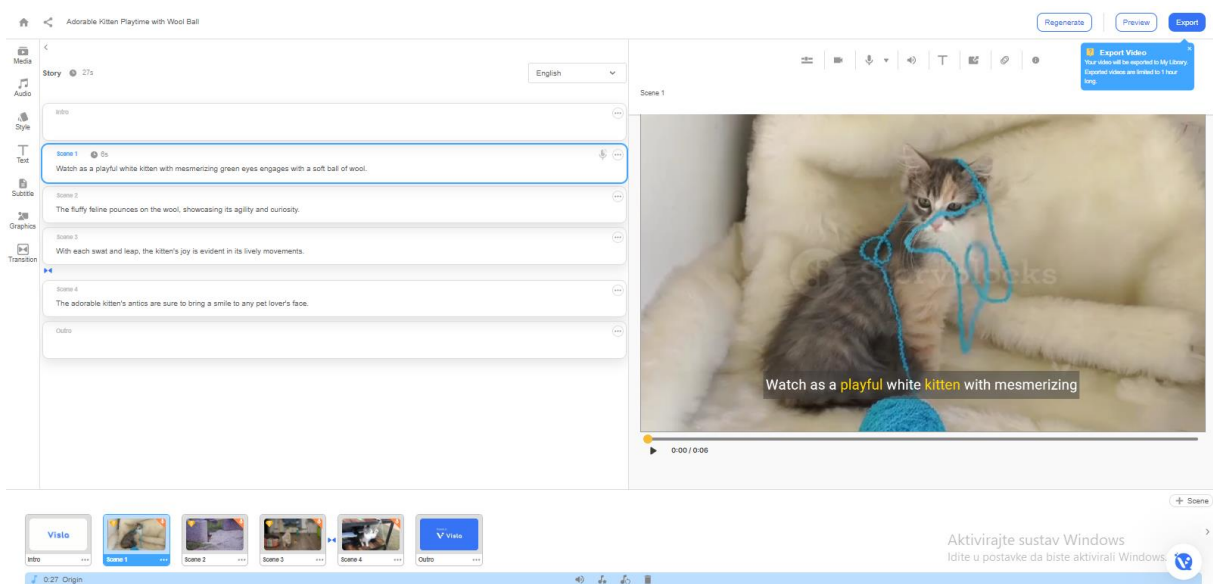 Adorable Kitten Playtime with Wool Ball
Regenerate
Preview
Export
Export Video
Your video will be exported to My Library.
Exported videos are limited to 1 hour
long.
Media
Audio
Style
Text
Subtitle
Graphics
Transition
Story 27s
English
Intro
Scene 1 6s
Watch as a playful white kitten with mesmerizing green eyes engages with a soft ball of wool.
Scene 2
The fluffy feline pounces on the wool, showcasing its agility and curiosity.
Scene 3
With each swat and leap, the kitten's joy is evident in its lively movements.
Scene 4
The adorable kitten's antics are sure to bring a smile to any pet lover's face.
Outro
Scene 1
Storyblocks
Watch as a playful white kitten with mesmerizing
0:00 / 0:06
+ Scene
Visla
Intro
Scene 1
Scene 2
Scene 3
Scene 4
Visla
Outro
Aktivirajte sustav Windows
Idite u postavke da biste aktivirali Windows.
0:27 Origin